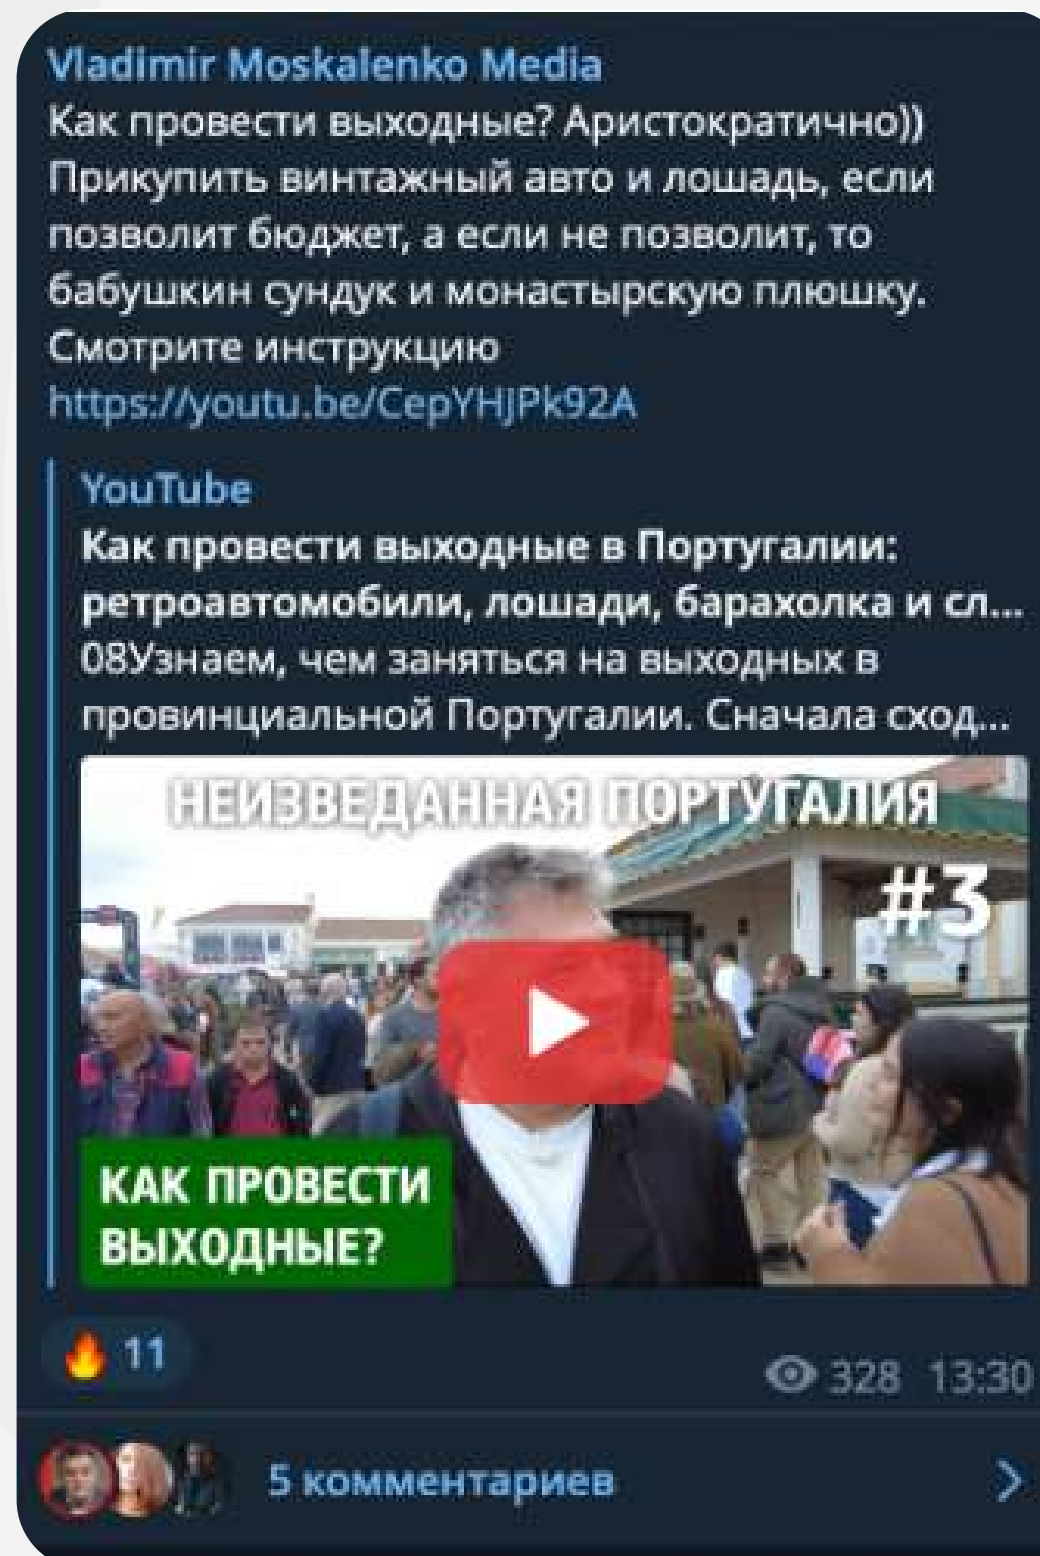 Vladimir Moskalenko Media
Как провести выходные? Аристократично))
Прикупить винтажный авто и лошадь, если
позволит бюджет, а если не позволит, то
бабушкин сундук и монастырскую плюшку.
Смотрите инструкцию
https://youtu.be/CepYHJPk92A
YouTube
Как провести выходные в Португалии:
ретроавтомобили, лошади, барахолка и сл...
08Узнаем, чем заняться на выходных в
провинциальной Португалии. Сначала сход...
НЕИЗВЕДАННАЯ ПОРТУГАЛИЯ
#3
КАК ПРОВЕСТИ
ВЫХОДНЫЕ?
🔥 11
328 13:30
5 комментариев